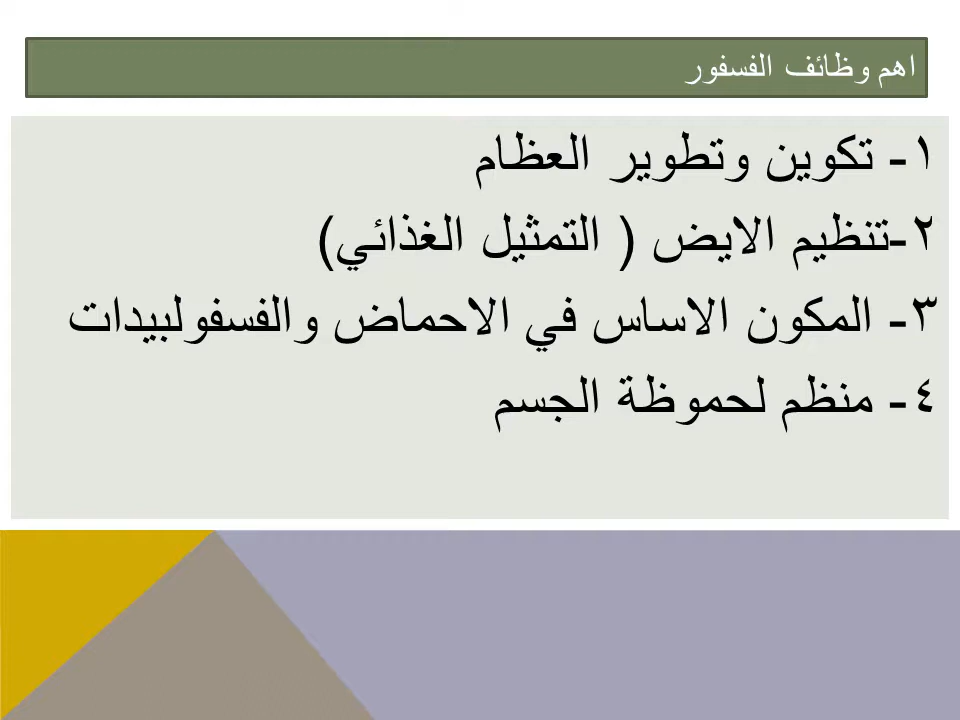 اهم وظائف الفسفور
١- تكوين وتطوير العظام
٢-تنظيم الايض ( التمثيل الغذائي)
٣- المكون الاساس في الاحماض والفسفولبيدات
٤- منظم لحموظة الجسم